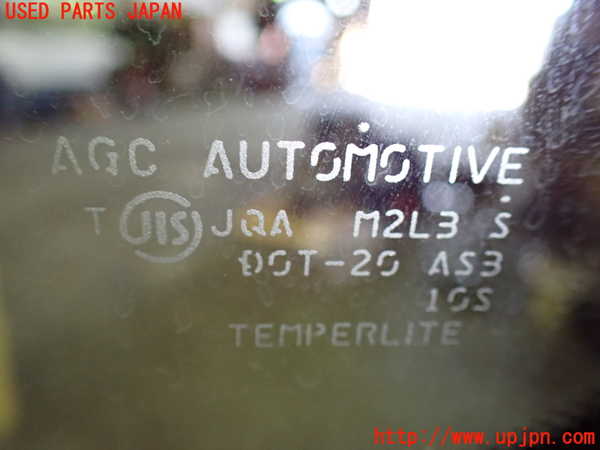 USED PARTS JAPAN
AGC AUTOMOTIVE
T JIS JQA M2L3 S
DOT-20 AS3
10S
TEMPERLITE
http://www.upjpn.com/